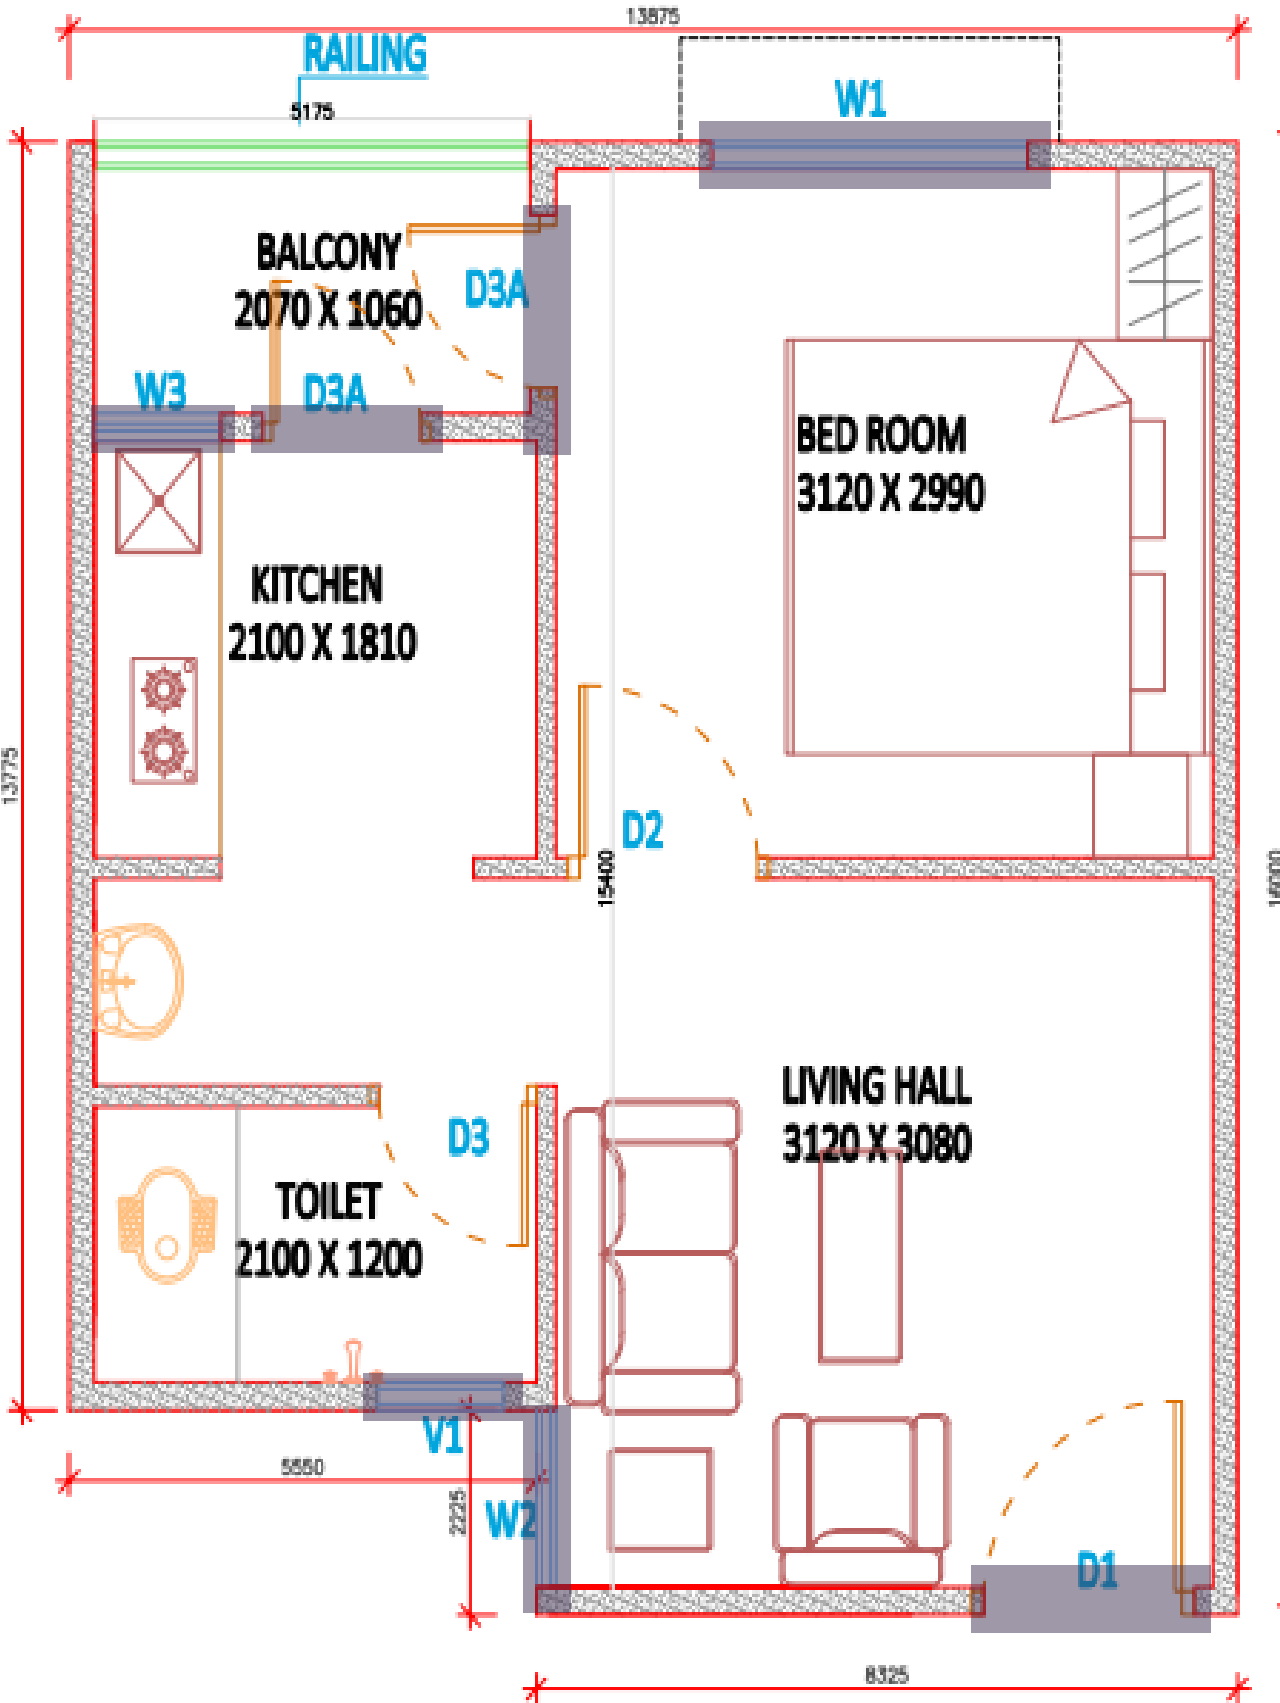 13875
RAILING
W1
5175
BALCONY
2070 X 1060
D3A
W3
D3A
BED ROOM
3120 X 2990
KITCHEN
2100 X 1810
13775
D2
15400
LIVING HALL
3120 X 3080
D3
TOILET
2100 X 1200
V1
5550
2225
W2
D1
8325